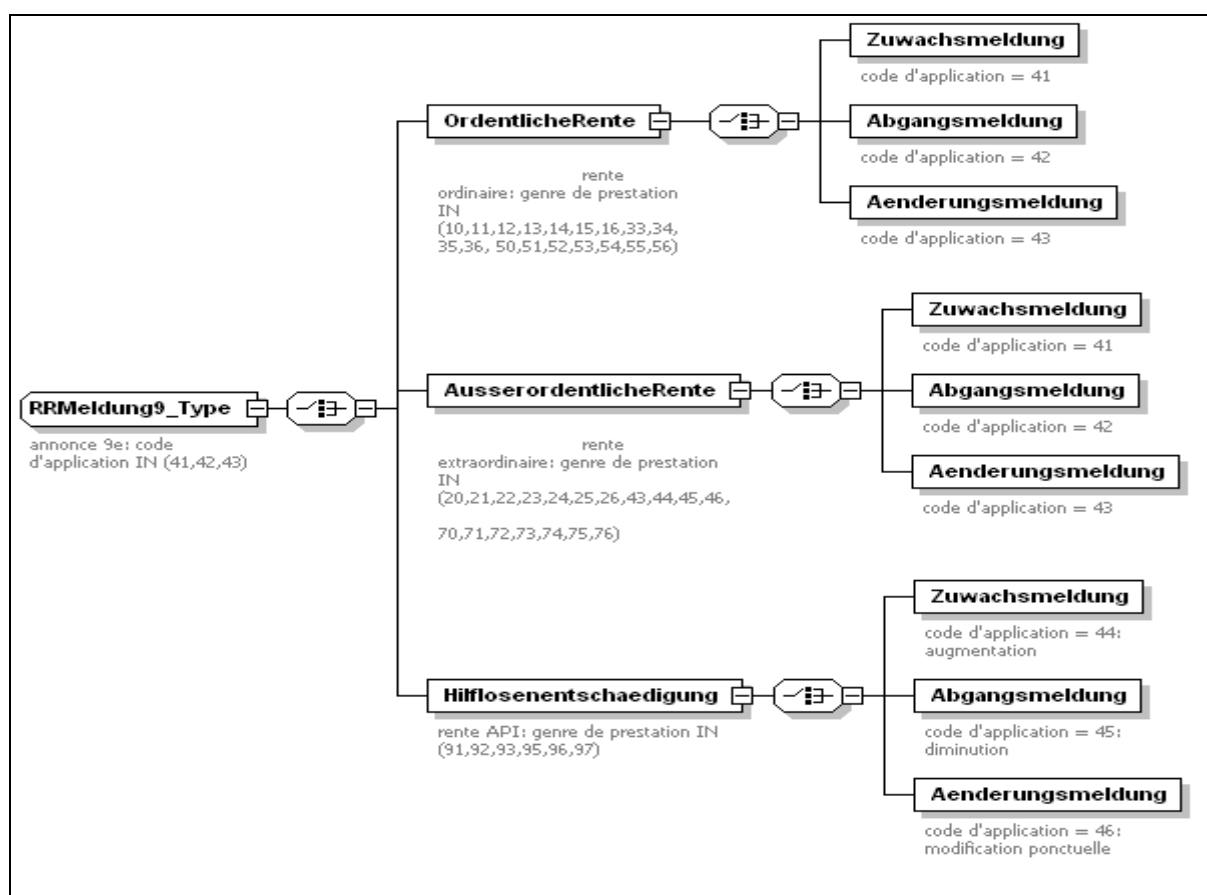 RRMeldung9_Type
annonce 9e: code
d'application IN (41,42,43)
OrdentlicheRente
rente
ordinaire: genre de prestation
IN
(10,11,12,13,14,15,16,33,34,
35,36, 50,51,52,53,54,55,56)
Zuwachsmeldung
code d'application = 41
Abgangsmeldung
code d'application = 42
Aenderungsmeldung
code d'application = 43
AusserordentlicheRente
rente
extraordinaire: genre de prestation
IN
(20,21,22,23,24,25,26,43,44,45,46,
70,71,72,73,74,75,76)
Zuwachsmeldung
code d'application = 41
Abgangsmeldung
code d'application = 42
Aenderungsmeldung
code d'application = 43
Hilflosenentschaedigung
rente API: genre de prestation IN
(91,92,93,95,96,97)
Zuwachsmeldung
code d'application = 44:
augmentation
Abgangsmeldung
code d'application = 45:
diminution
Aenderungsmeldung
code d'application = 46:
modification ponctuelle